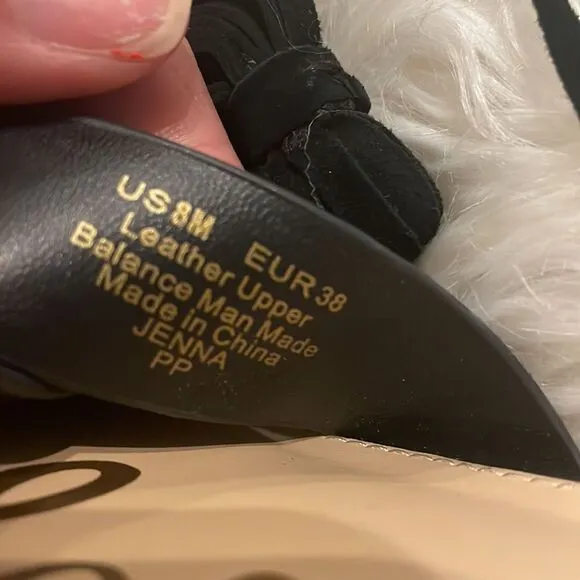 US 8M EUR 38
Leather Upper
Balance Man Made
Made in China
JENNA
PP